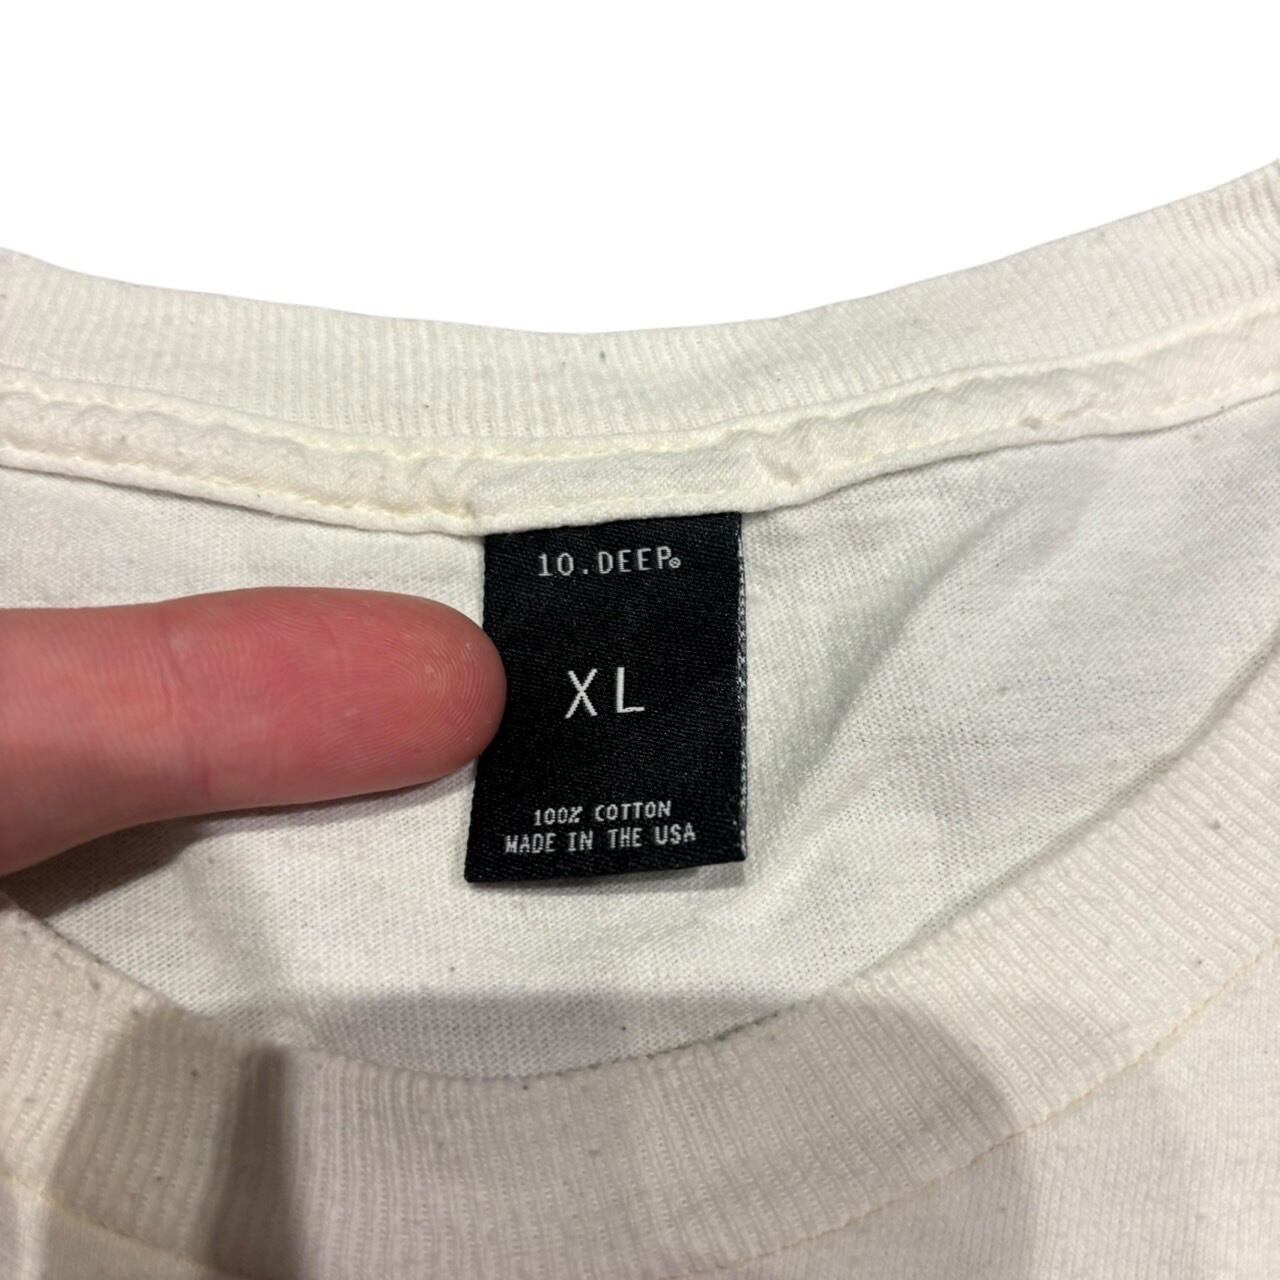 10.DEEP®
XL
100% COTTON
MADE IN THE USA